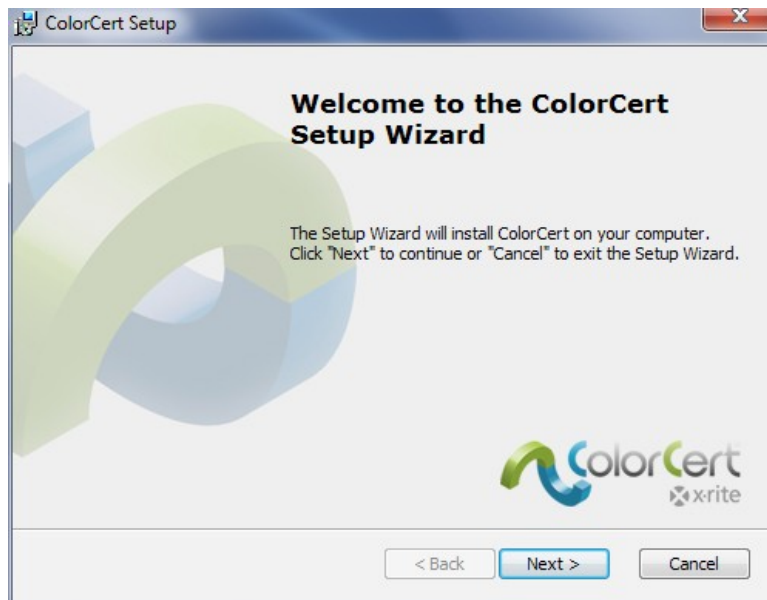 ColorCert Setup
Welcome to the ColorCert
Setup Wizard
The Setup Wizard will install ColorCert on your computer.
Click "Next" to continue or "Cancel" to exit the Setup Wizard.
ColorCert
x·rite
< Back Next > Cancel